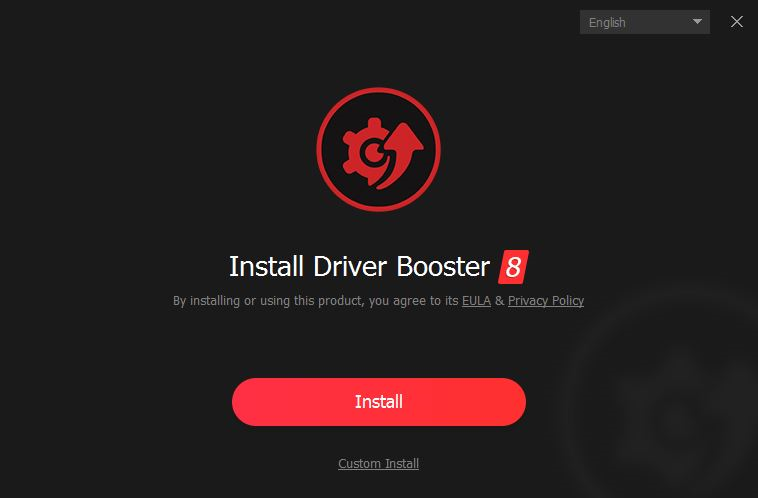 English
Install Driver Booster 8
By installing or using this product, you agree to its EULA & Privacy Policy
Install
Custom Install